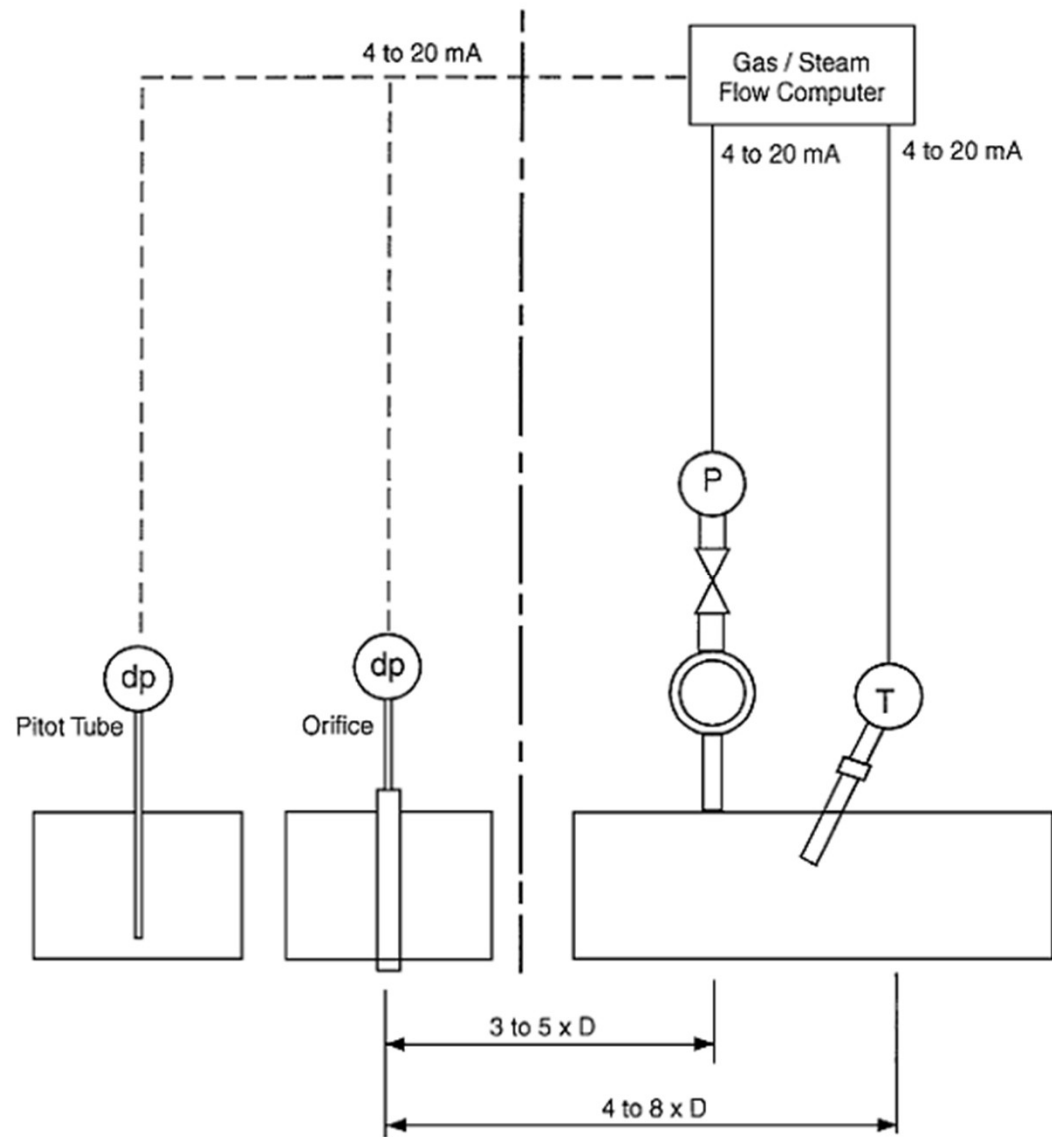 4 to 20 mA
Gas / Steam
Flow Computer
4 to 20 mA
4 to 20 mA
P
dp
dp
T
Pitot Tube
Orifice
3 to 5 x D
4 to 8 x D